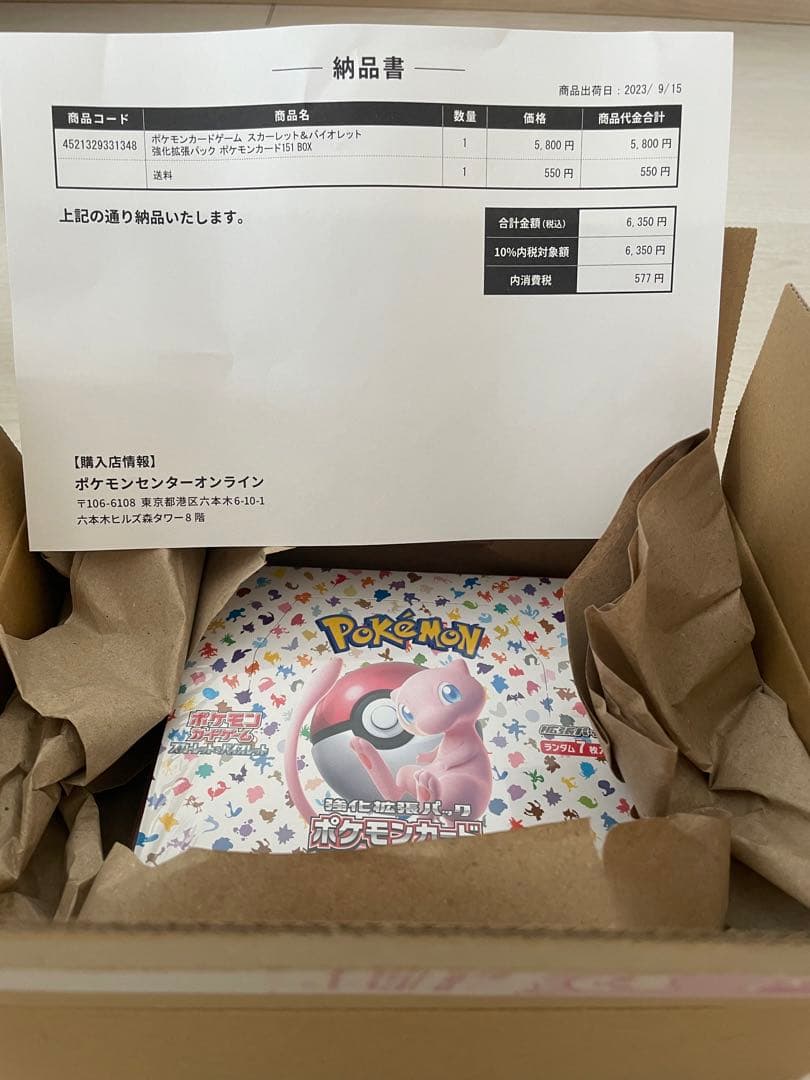 納品書
商品出荷日：2023/ 9/15
商品コード 商品名 数量 価格 商品代金合計
4521329331348 ポケモンカードゲーム スカーレット&バイオレット 1 5,800 円 5,800 円
強化拡張パック ポケモンカード151 BOX
送料 1 550 円 550 円
上記の通り納品いたします。
合計金額(税込) 6,350 円
10%内税対象額 6,350 円
内消費税 577 円
【購入店情報】
ポケモンセンターオンライン
〒106-6108 東京都港区六本木6-10-1
六本木ヒルズ森タワー8階
POKéMON
ポケモン
カードゲーム
スカーレット&バイオレット
ランダム7枚
強化拡張パック
ポケモンカード